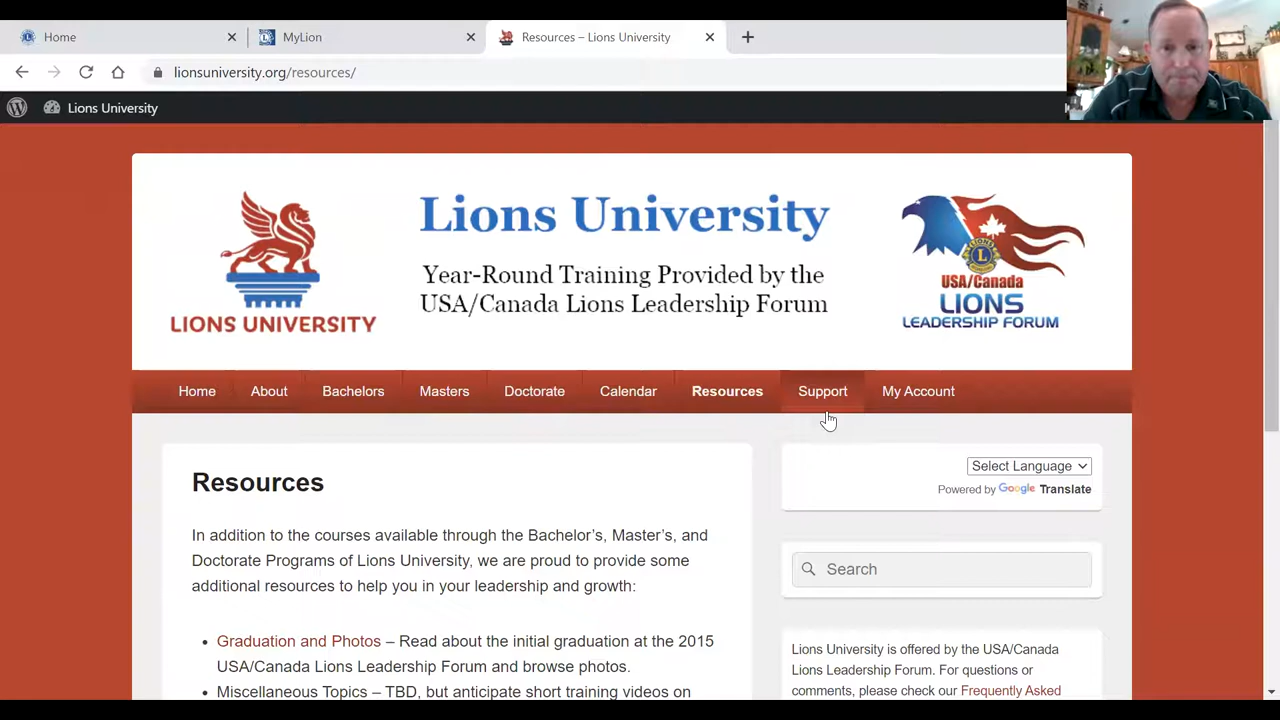 Home
MyLion
Resources – Lions University
lionsuniversity.org/resources/
Lions University
LIONS UNIVERSITY
Lions University
Year-Round Training Provided by the
USA/Canada Lions Leadership Forum
L
USA/Canada
LIONS
LEADERSHIP FORUM
Home About Bachelors Masters Doctorate Calendar Resources Support My Account
Resources
In addition to the courses available through the Bachelor’s, Master’s, and
Doctorate Programs of Lions University, we are proud to provide some
additional resources to help you in your leadership and growth:
• Graduation and Photos – Read about the initial graduation at the 2015
USA/Canada Lions Leadership Forum and browse photos.
• Miscellaneous Topics – TBD, but anticipate short training videos on
Select Language
Powered by Google Translate
Search
Lions University is offered by the USA/Canada
Lions Leadership Forum. For questions or
comments, please check our Frequently Asked